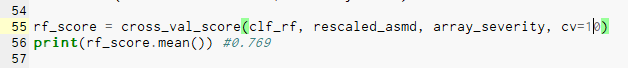 54
55 rf_score = cross_val_score(clf_rf, rescaled_asmd, array_severity, cv=10)
56 print(rf_score.mean()) #0.769
57